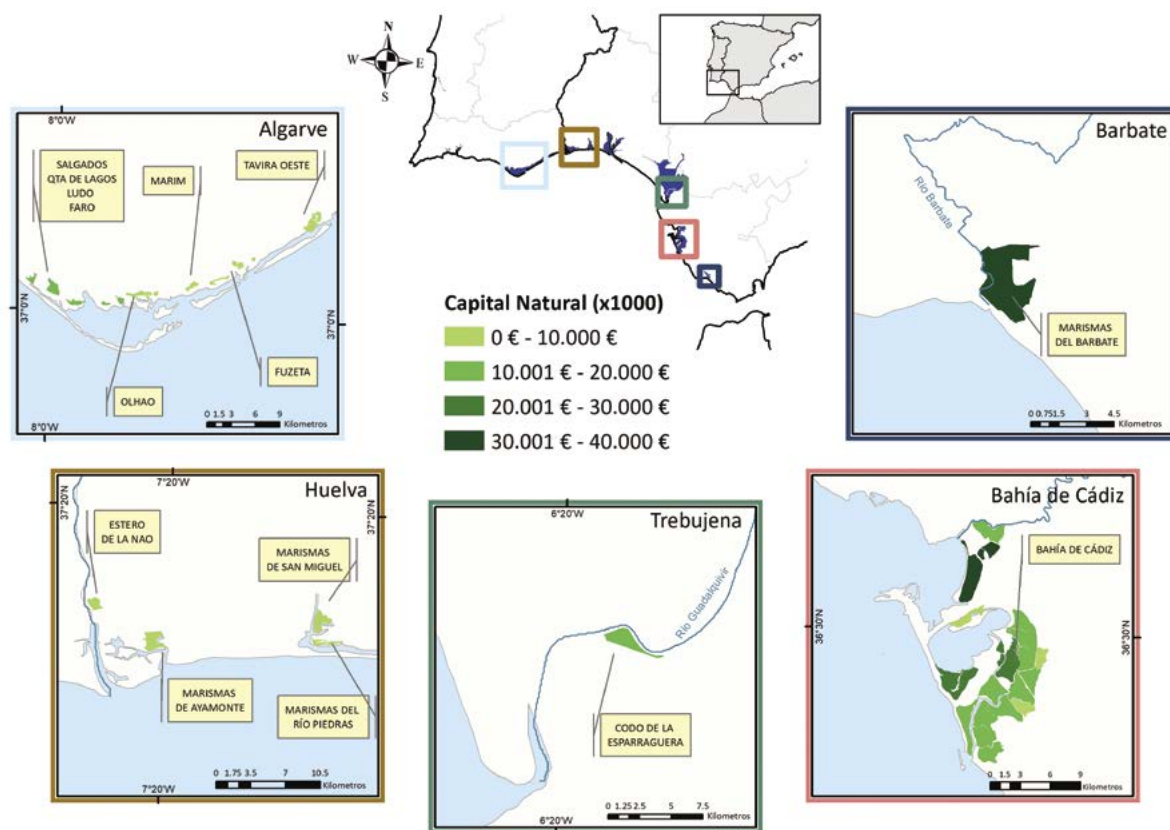 N
W
E
S
8°0'W
Algarve
SALGADOS
QTA DE LAGOS
LUDO
FARO
MARIM
TAVIRA OESTE
37°0'N
37°0'N
FUZETA
OLHAO
0 1.5 3 6 9
Kilometros
8°0'W
Capital Natural (x1000)
0 € - 10.000 €
10.001 € - 20.000 €
20.001 € - 30.000 €
30.001 € - 40.000 €
Barbate
Río Barbate
MARISMAS
DEL BARBATE
0 0.751.5 3 4.5
Kilometros
7°20'W
Huelva
37°20'N
37°20'N
ESTERO
DE LA NAO
MARISMAS
DE SAN MIGUEL
MARISMAS
DE AYAMONTE
MARISMAS DEL
RÍO PIEDRAS
0 1.75 3.5 7 10.5
Kilometros
7°20'W
6°20'W
Trebujena
Río Guadalquivir
CODO DE LA
ESPARRAGUERA
0 1.25 2.5 5 7.5
Kilometros
6°20'W
Bahía de Cádiz
BAHÍA DE CÁDIZ
36°30'N
36°30'N
0 1.5 3 6 9
Kilometros